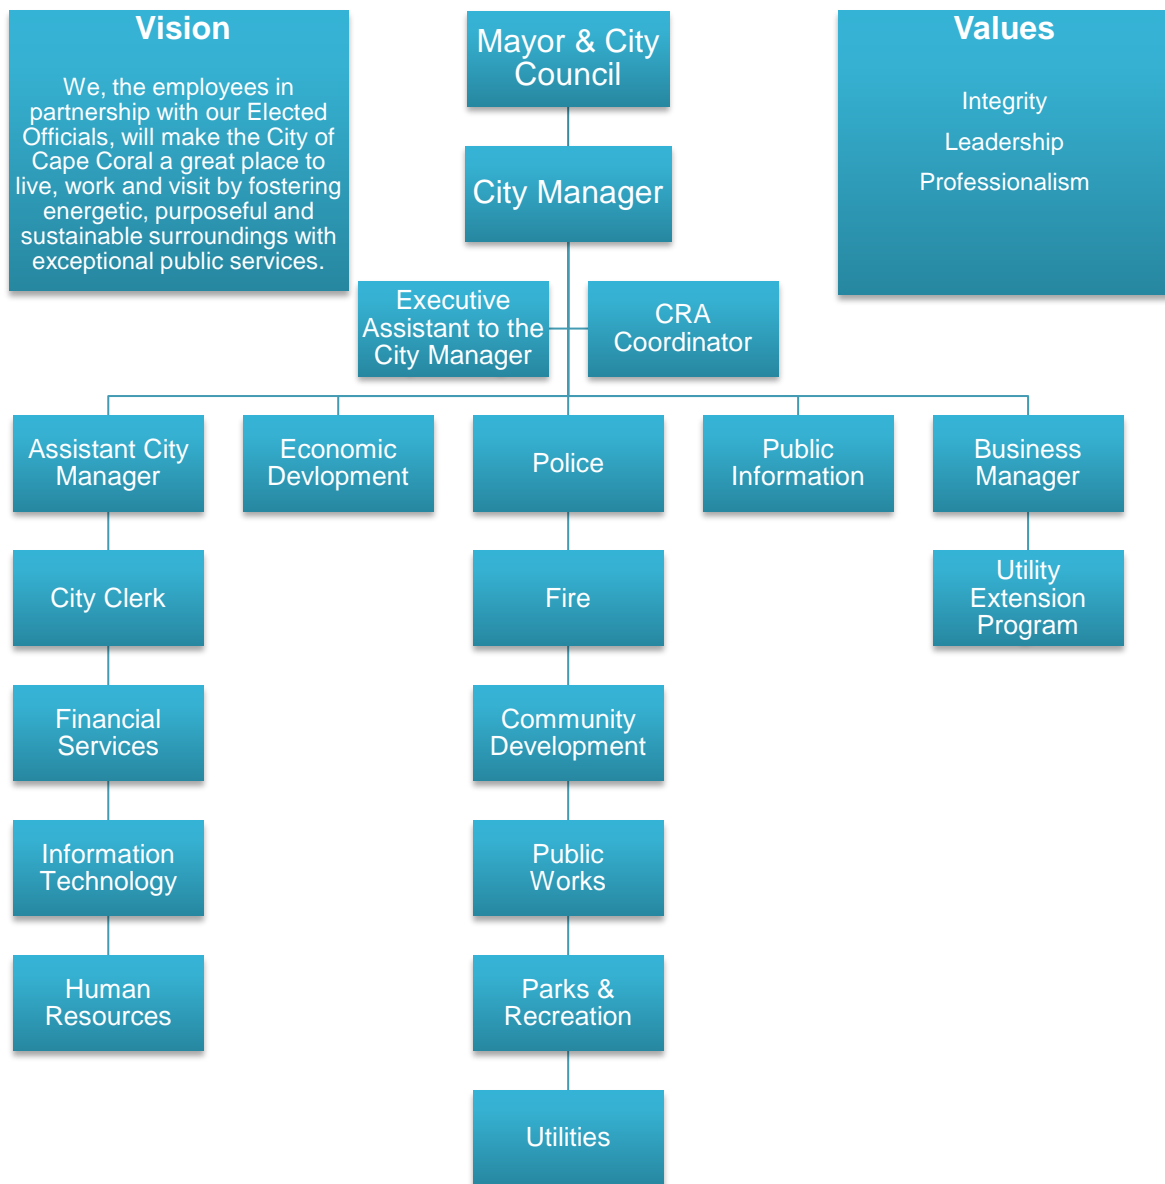 Vision
We, the employees in
partnership with our Elected
Officials, will make the City of
Cape Coral a great place to
live, work and visit by fostering
energetic, purposeful and
sustainable surroundings with
exceptional public services.
Mayor & City
Council
Values
Integrity
Leadership
Professionalism
City Manager
Executive
Assistant to the
City Manager
CRA
Coordinator
Assistant City
Manager
Economic
Devlopment
Police
Public
Information
Business
Manager
City Clerk
Fire
Utility
Extension
Program
Financial
Services
Community
Development
Information
Technology
Public
Works
Human
Resources
Parks &
Recreation
Utilities